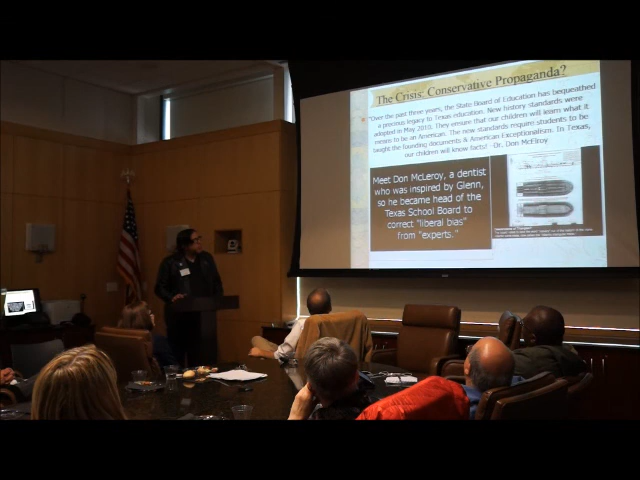 The Crisis: Conservative Propaganda?
"Over the past three years, the State Board of Education has bequeathed
a precious legacy to Texas education. New history standards were
adopted in May 2010. They ensure that our children will learn what it
means to be an American. The new standards require students to be
taught the founding documents & American Exceptionalism. In Texas,
our children will know facts! -Dr. Don McElroy
Meet Don McLeroy, a dentist
who was inspired by Glenn,
so he became head of the
Texas School Board to
correct "liberal bias"
from "experts."